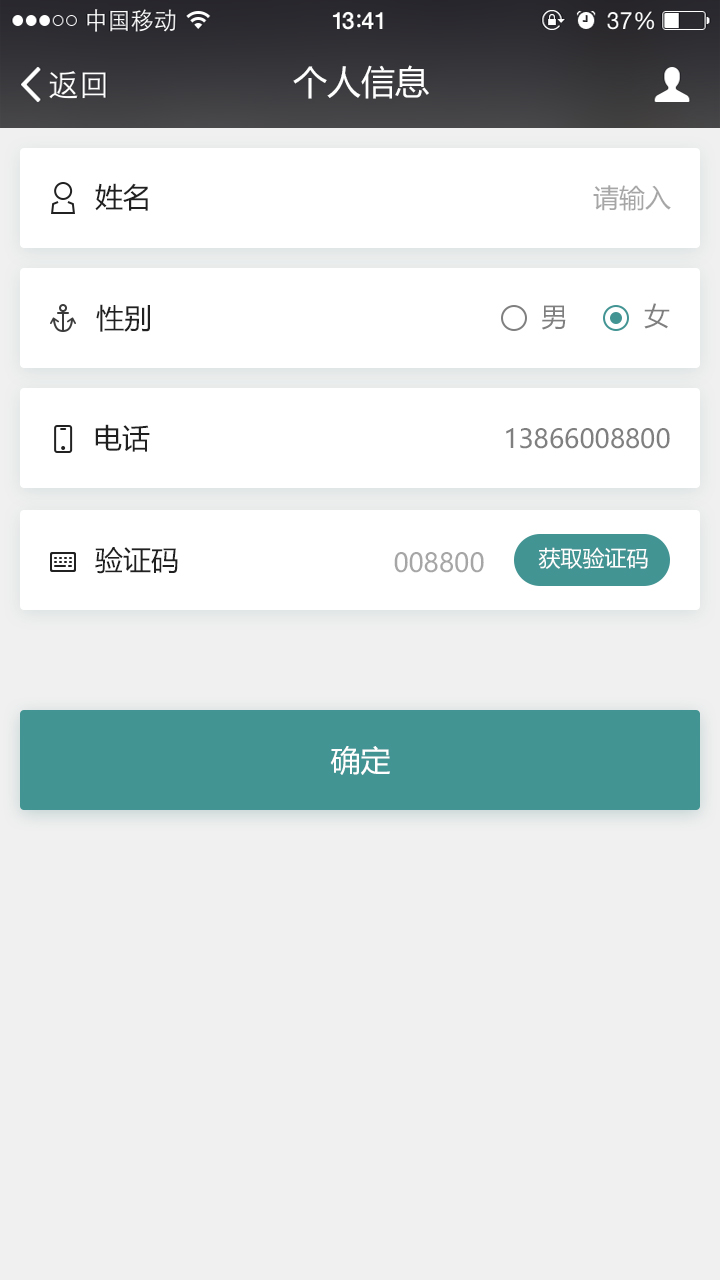 中国移动 13:41 37%
返回 个人信息
姓名 请输入
性别 男 女
电话 13866008800
验证码 008800 获取验证码
确定